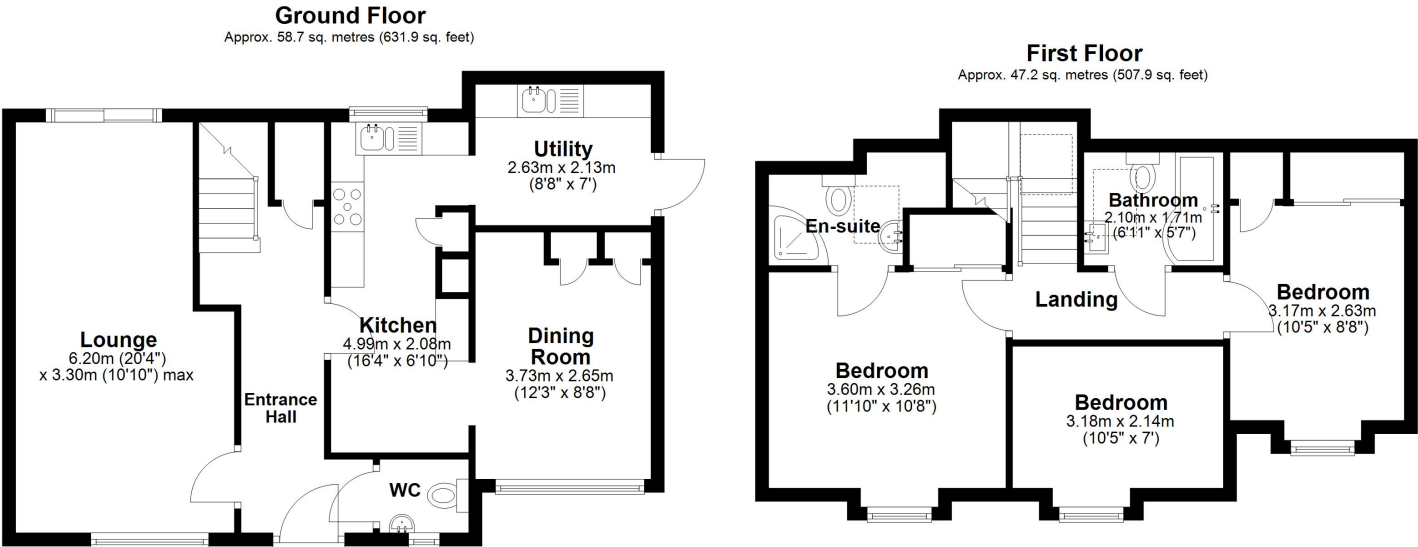 Ground Floor
Approx. 58.7 sq. metres (631.9 sq. feet)
Utility
2.63m x 2.13m
(8'8" x 7')
Lounge
6.20m (20'4")
x 3.30m (10'10") max
Kitchen
4.99m x 2.08m
(16'4" x 6'10")
Dining
Room
3.73m x 2.65m
(12'3" x 8'8")
Entrance
Hall
WC
First Floor
Approx. 47.2 sq. metres (507.9 sq. feet)
En-suite
Bathroom
2.10m x 1.71m
(6'11" x 5'7")
Landing
Bedroom
3.17m x 2.63m
(10'5" x 8'8")
Bedroom
3.60m x 3.26m
(11'10" x 10'8")
Bedroom
3.18m x 2.14m
(10'5" x 7')